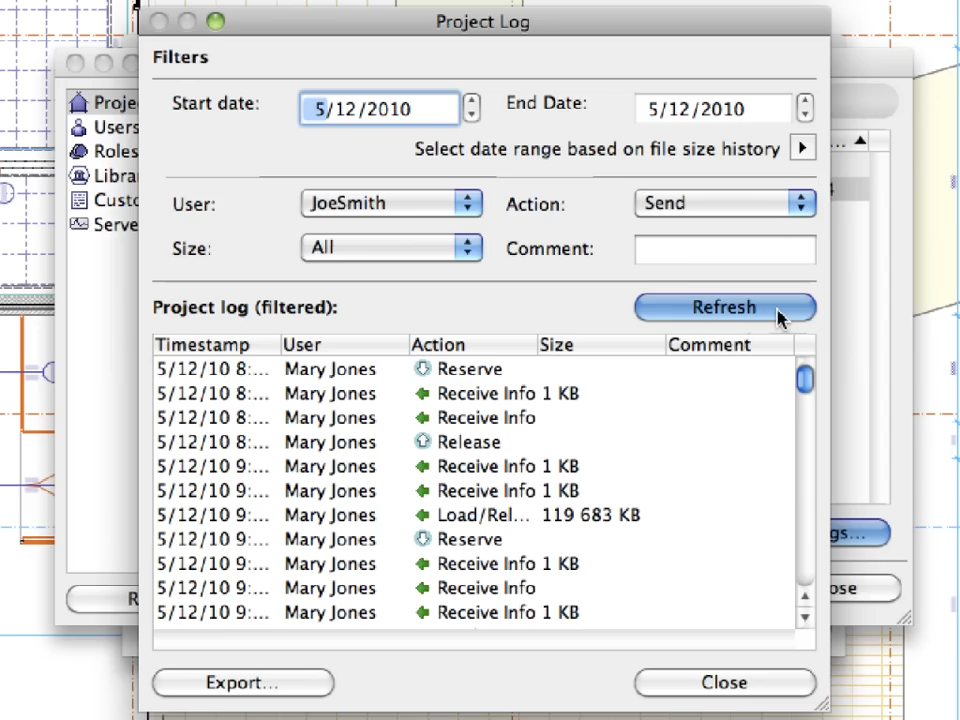 Project Log
Filters
Start date: 5/12/2010 End Date: 5/12/2010
Select date range based on file size history
User: JoeSmith Action: Send
Size: All Comment:
Project log (filtered): Refresh
Timestamp User Action Size Comment
5/12/10 8:... Mary Jones Reserve
5/12/10 8:... Mary Jones Receive Info 1 KB
5/12/10 8:... Mary Jones Receive Info
5/12/10 8:... Mary Jones Release
5/12/10 9:... Mary Jones Receive Info 1 KB
5/12/10 9:... Mary Jones Receive Info 1 KB
5/12/10 9:... Mary Jones Load/Rel... 119 683 KB
5/12/10 9:... Mary Jones Reserve
5/12/10 9:... Mary Jones Receive Info 1 KB
5/12/10 9:... Mary Jones Receive Info
5/12/10 9:... Mary Jones Receive Info 1 KB
Export... Close
Proje
Users
Roles
Libra
Custo
Serve
R
gs...
ose